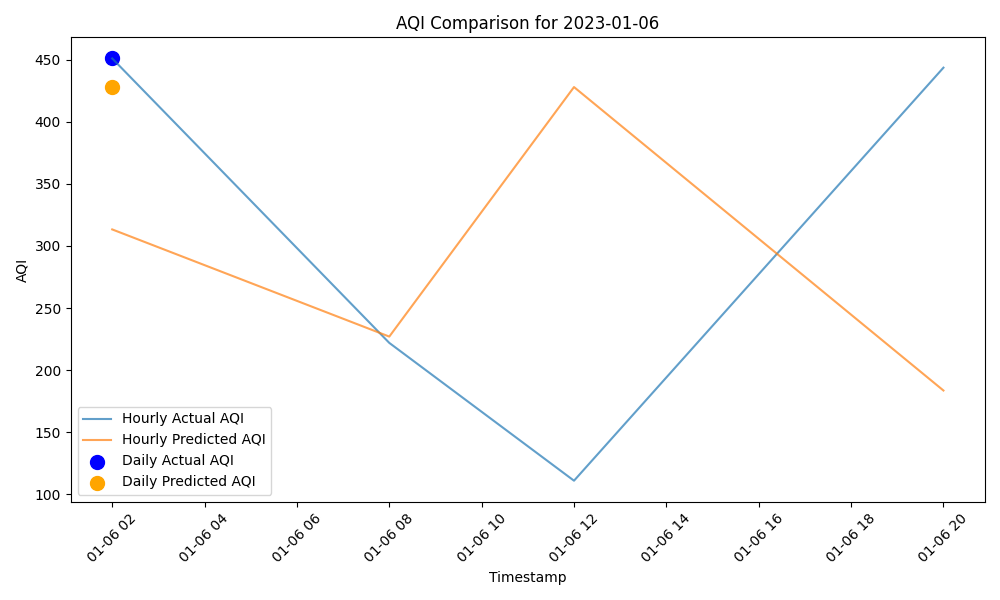 AQI Comparison for 2023-01-06
AQI
450
400
350
300
250
200
150
100
Hourly Actual AQI
Hourly Predicted AQI
Daily Actual AQI
Daily Predicted AQI
01-06 02
01-06 04
01-06 06
01-06 08
01-06 10
01-06 12
01-06 14
01-06 16
01-06 18
01-06 20
Timestamp